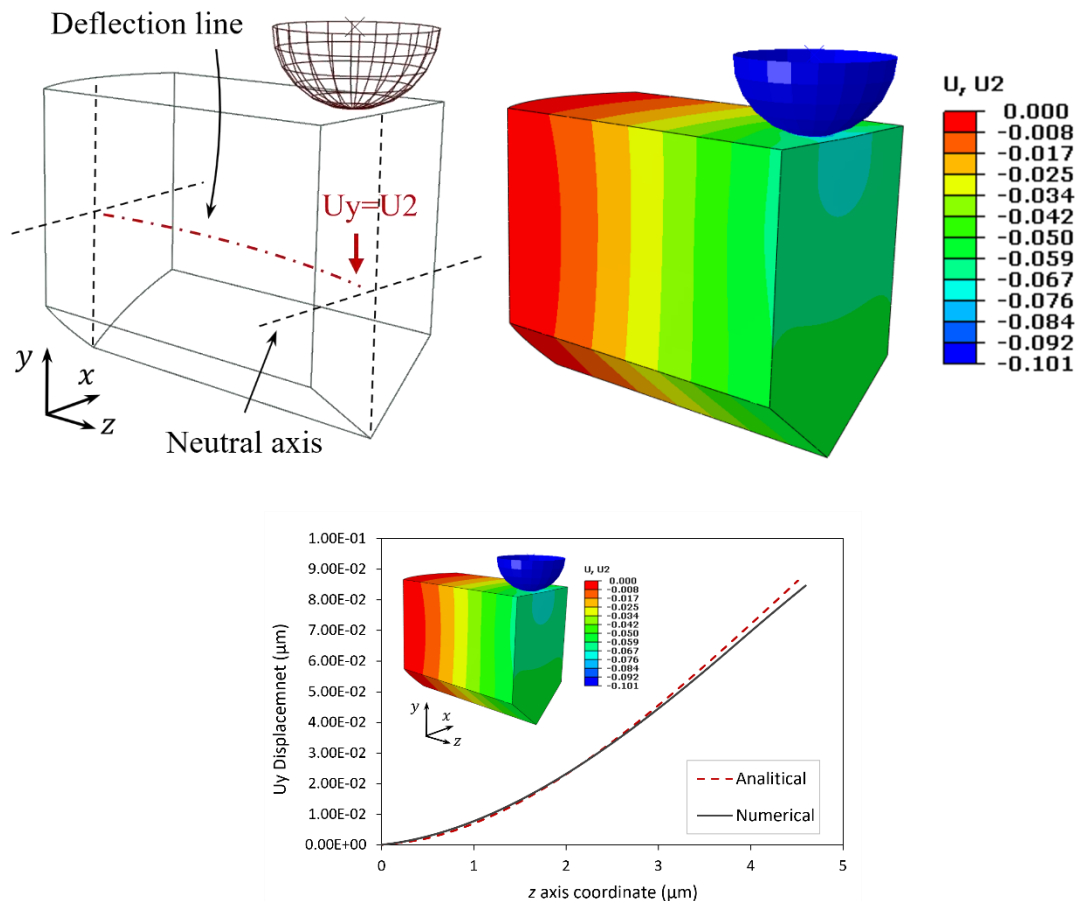 Deflection line
Uy=U2
y
x
z
Neutral axis
U, U2
0.000
-0.008
-0.017
-0.025
-0.034
-0.042
-0.050
-0.059
-0.067
-0.076
-0.084
-0.092
-0.101
Uy Displacemnet (μm)
1.00E-01
9.00E-02
8.00E-02
7.00E-02
6.00E-02
5.00E-02
4.00E-02
3.00E-02
2.00E-02
1.00E-02
0.00E+00
U, U2
0.000
-0.008
-0.017
-0.025
-0.034
-0.042
-0.050
-0.059
-0.067
-0.076
-0.084
-0.092
-0.101
y
x
z
Analitical
Numerical
0 1 2 3 4 5
z axis coordinate (μm)